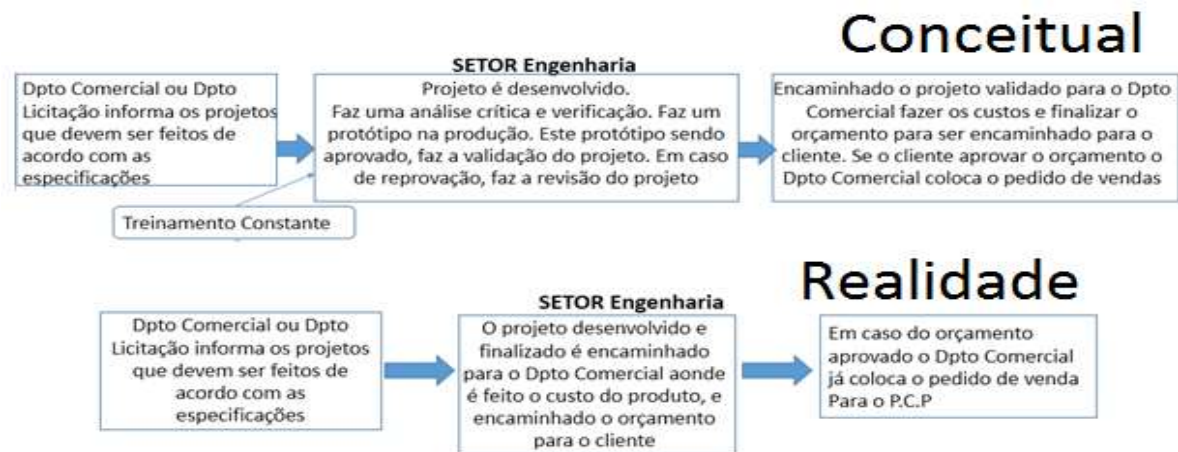 Conceitual
Dpto Comercial ou Dpto
Licitação informa os projetos
que devem ser feitos de
acordo com as
especificações
SETOR Engenharia
Projeto é desenvolvido.
Faz uma análise crítica e verificação. Faz um
protótipo na produção. Este protótipo sendo
aprovado, faz a validação do projeto. Em caso
de reprovação, faz a revisão do projeto
Encaminhado o projeto validado para o Dpto
Comercial fazer os custos e finalizar o
orçamento para ser encaminhado para o
cliente. Se o cliente aprovar o orçamento o
Dpto Comercial coloca o pedido de vendas
Treinamento Constante
Realidade
Dpto Comercial ou Dpto
Licitação informa os projetos
que devem ser feitos de
acordo com as
especificações
SETOR Engenharia
O projeto desenvolvido e
finalizado é encaminhado
para o Dpto Comercial aonde
é feito o custo do produto, e
encaminhado o orçamento
para o cliente
Em caso do orçamento
aprovado o Dpto Comercial
já coloca o pedido de venda
Para o P.C.P